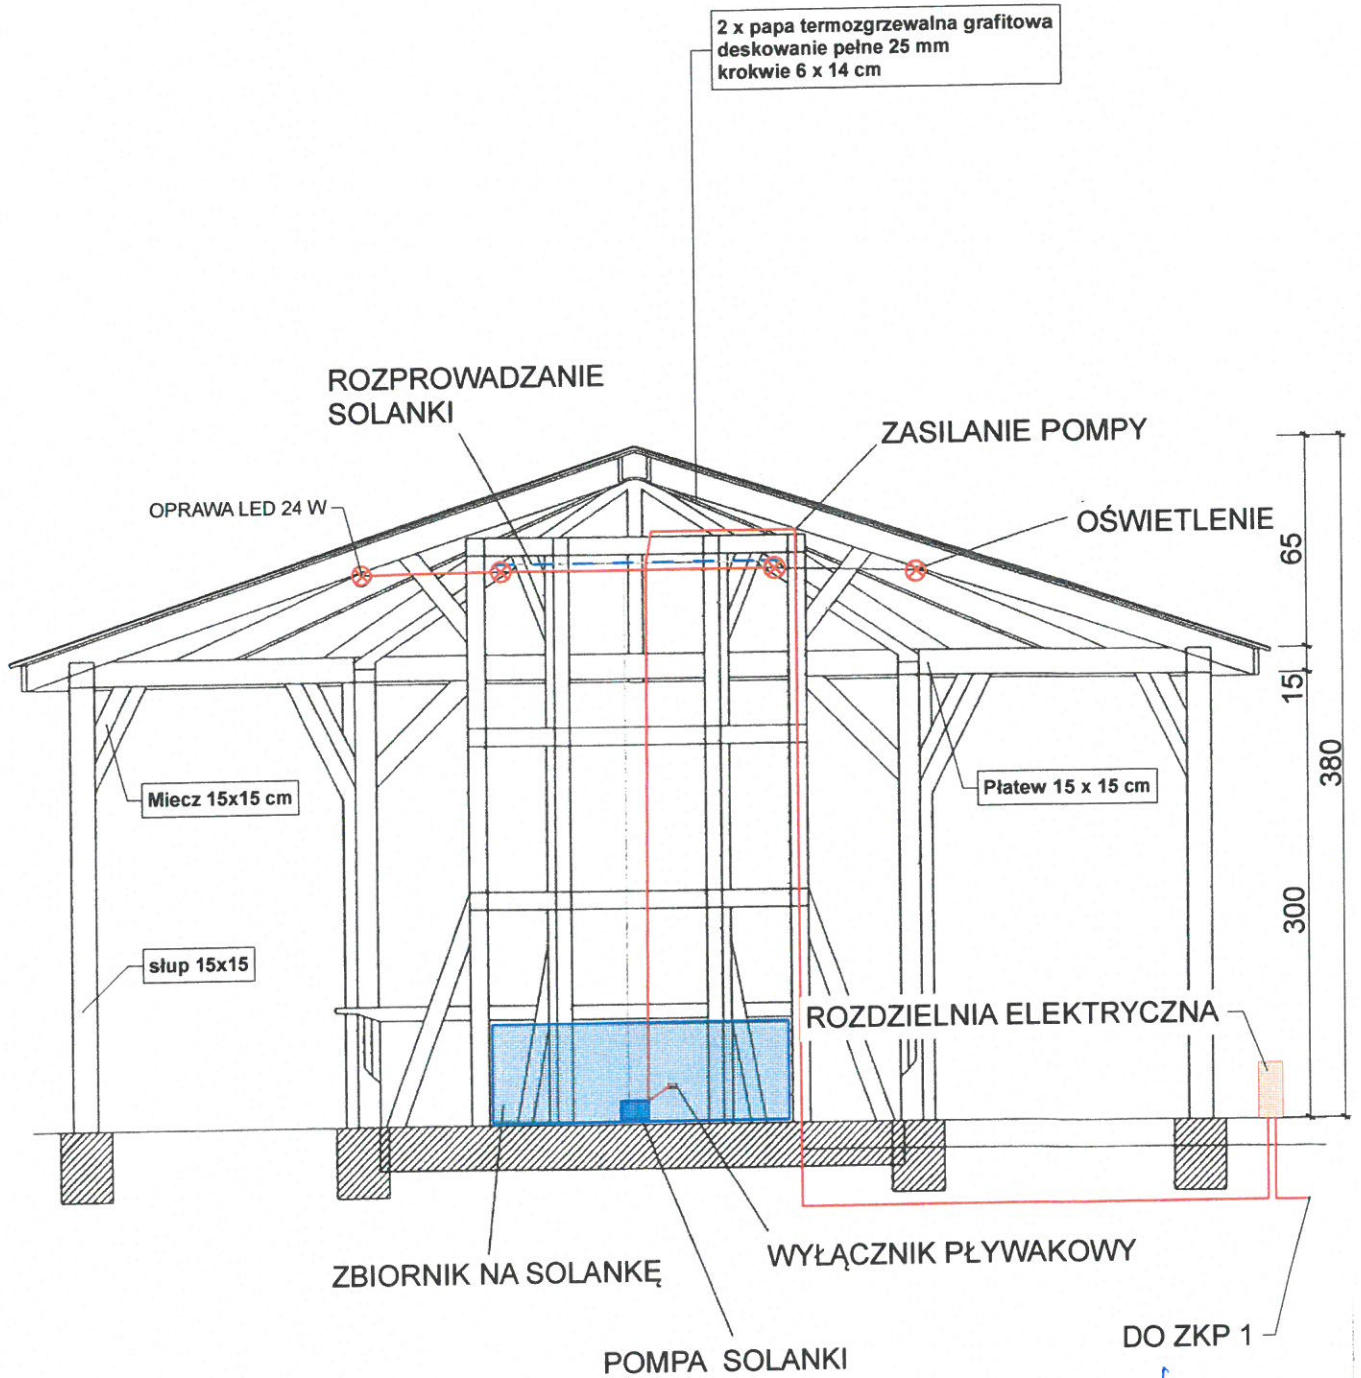 2 x papa termozgrzewalna grafitowa
deskowanie pełne 25 mm
krokwie 6 x 14 cm
ROZPROWADZANIE
SOLANKI
ZASILANIE POMPY
OPRAWA LED 24 W
OŚWIETLENIE
65
15
380
Miecz 15x15 cm
Płatew 15 x 15 cm
300
słup 15x15
ROZDZIELNIA ELEKTRYCZNA
WYŁĄCZNIK PŁYWAKOWY
ZBIORNIK NA SOLANKĘ
DO ZKP 1
POMPA SOLANKI